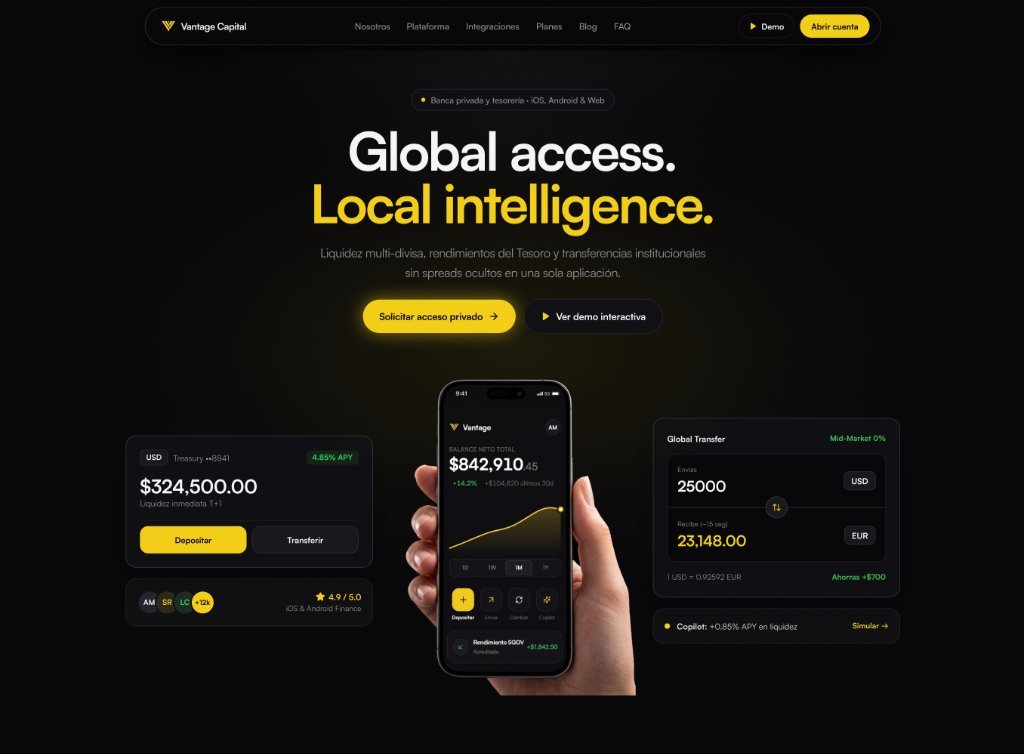 Vantage Capital
Nosotros
Plataforma
Integraciones
Planes
Blog
FAQ
Demo
Abrir cuenta
Banca privada y tesorería · iOS, Android & Web
Global access.
Local intelligence.
Liquidez multi-divisa, rendimientos del Tesoro y transferencias institucionales
sin spreads ocultos en una sola aplicación.
Solicitar acceso privado →
Ver demo interactiva
USD
Treasury ••8841
4.85% APY
$324,500.00
Liquidez inmediata T+1
Depositar
Transferir
AM
SR
LC
+12k
4.9 / 5.0
iOS & Android Finance
9:41
5G
Vantage
AM
BALANCE NETO TOTAL
$842,910.45
+14.2%
+$104,820 últimos 30d
1D
1W
1M
1Y
Depositar
Enviar
Cambiar
Copilot
Rendimiento SGOV
Acreditado
+$1,842.50
Global Transfer
Mid-Market 0%
Envías
25000
USD
Recibe (~15 seg)
23,148.00
EUR
1 USD = 0.92592 EUR
Ahorras +$700
Copilot: +0.85% APY en liquidez
Simular →